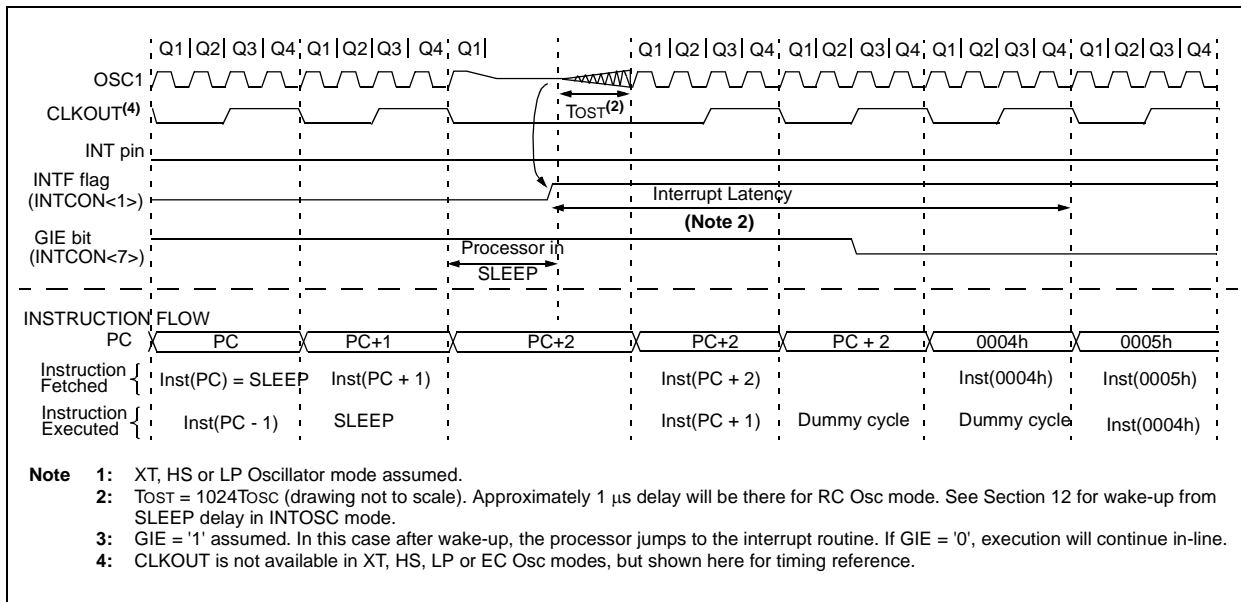 Q1 Q2 Q3 Q4 Q1 Q2 Q3 Q4 Q1 Q1 Q2 Q3 Q4 Q1 Q2 Q3 Q4 Q1 Q2 Q3 Q4 Q1 Q2 Q3 Q4
OSC1
TOST(2)
CLKOUT(4)
INT pin
INTF flag
(INTCON<1>)
Interrupt Latency
(Note 2)
GIE bit
(INTCON<7>)
Processor in
SLEEP
INSTRUCTION FLOW
PC PC PC+1 PC+2 PC+2 PC + 2 0004h 0005h
Instruction
Fetched
Inst(PC) = SLEEP Inst(PC + 1) Inst(PC + 2) Inst(0004h) Inst(0005h)
Instruction
Executed
Inst(PC - 1) SLEEP Inst(PC + 1) Dummy cycle Dummy cycle Inst(0004h)
Note 1: XT, HS or LP Oscillator mode assumed.
2: TOST = 1024TOSC (drawing not to scale). Approximately 1 μs delay will be there for RC Osc mode. See Section 12 for wake-up from
SLEEP delay in INTOSC mode.
3: GIE = '1' assumed. In this case after wake-up, the processor jumps to the interrupt routine. If GIE = '0', execution will continue in-line.
4: CLKOUT is not available in XT, HS, LP or EC Osc modes, but shown here for timing reference.